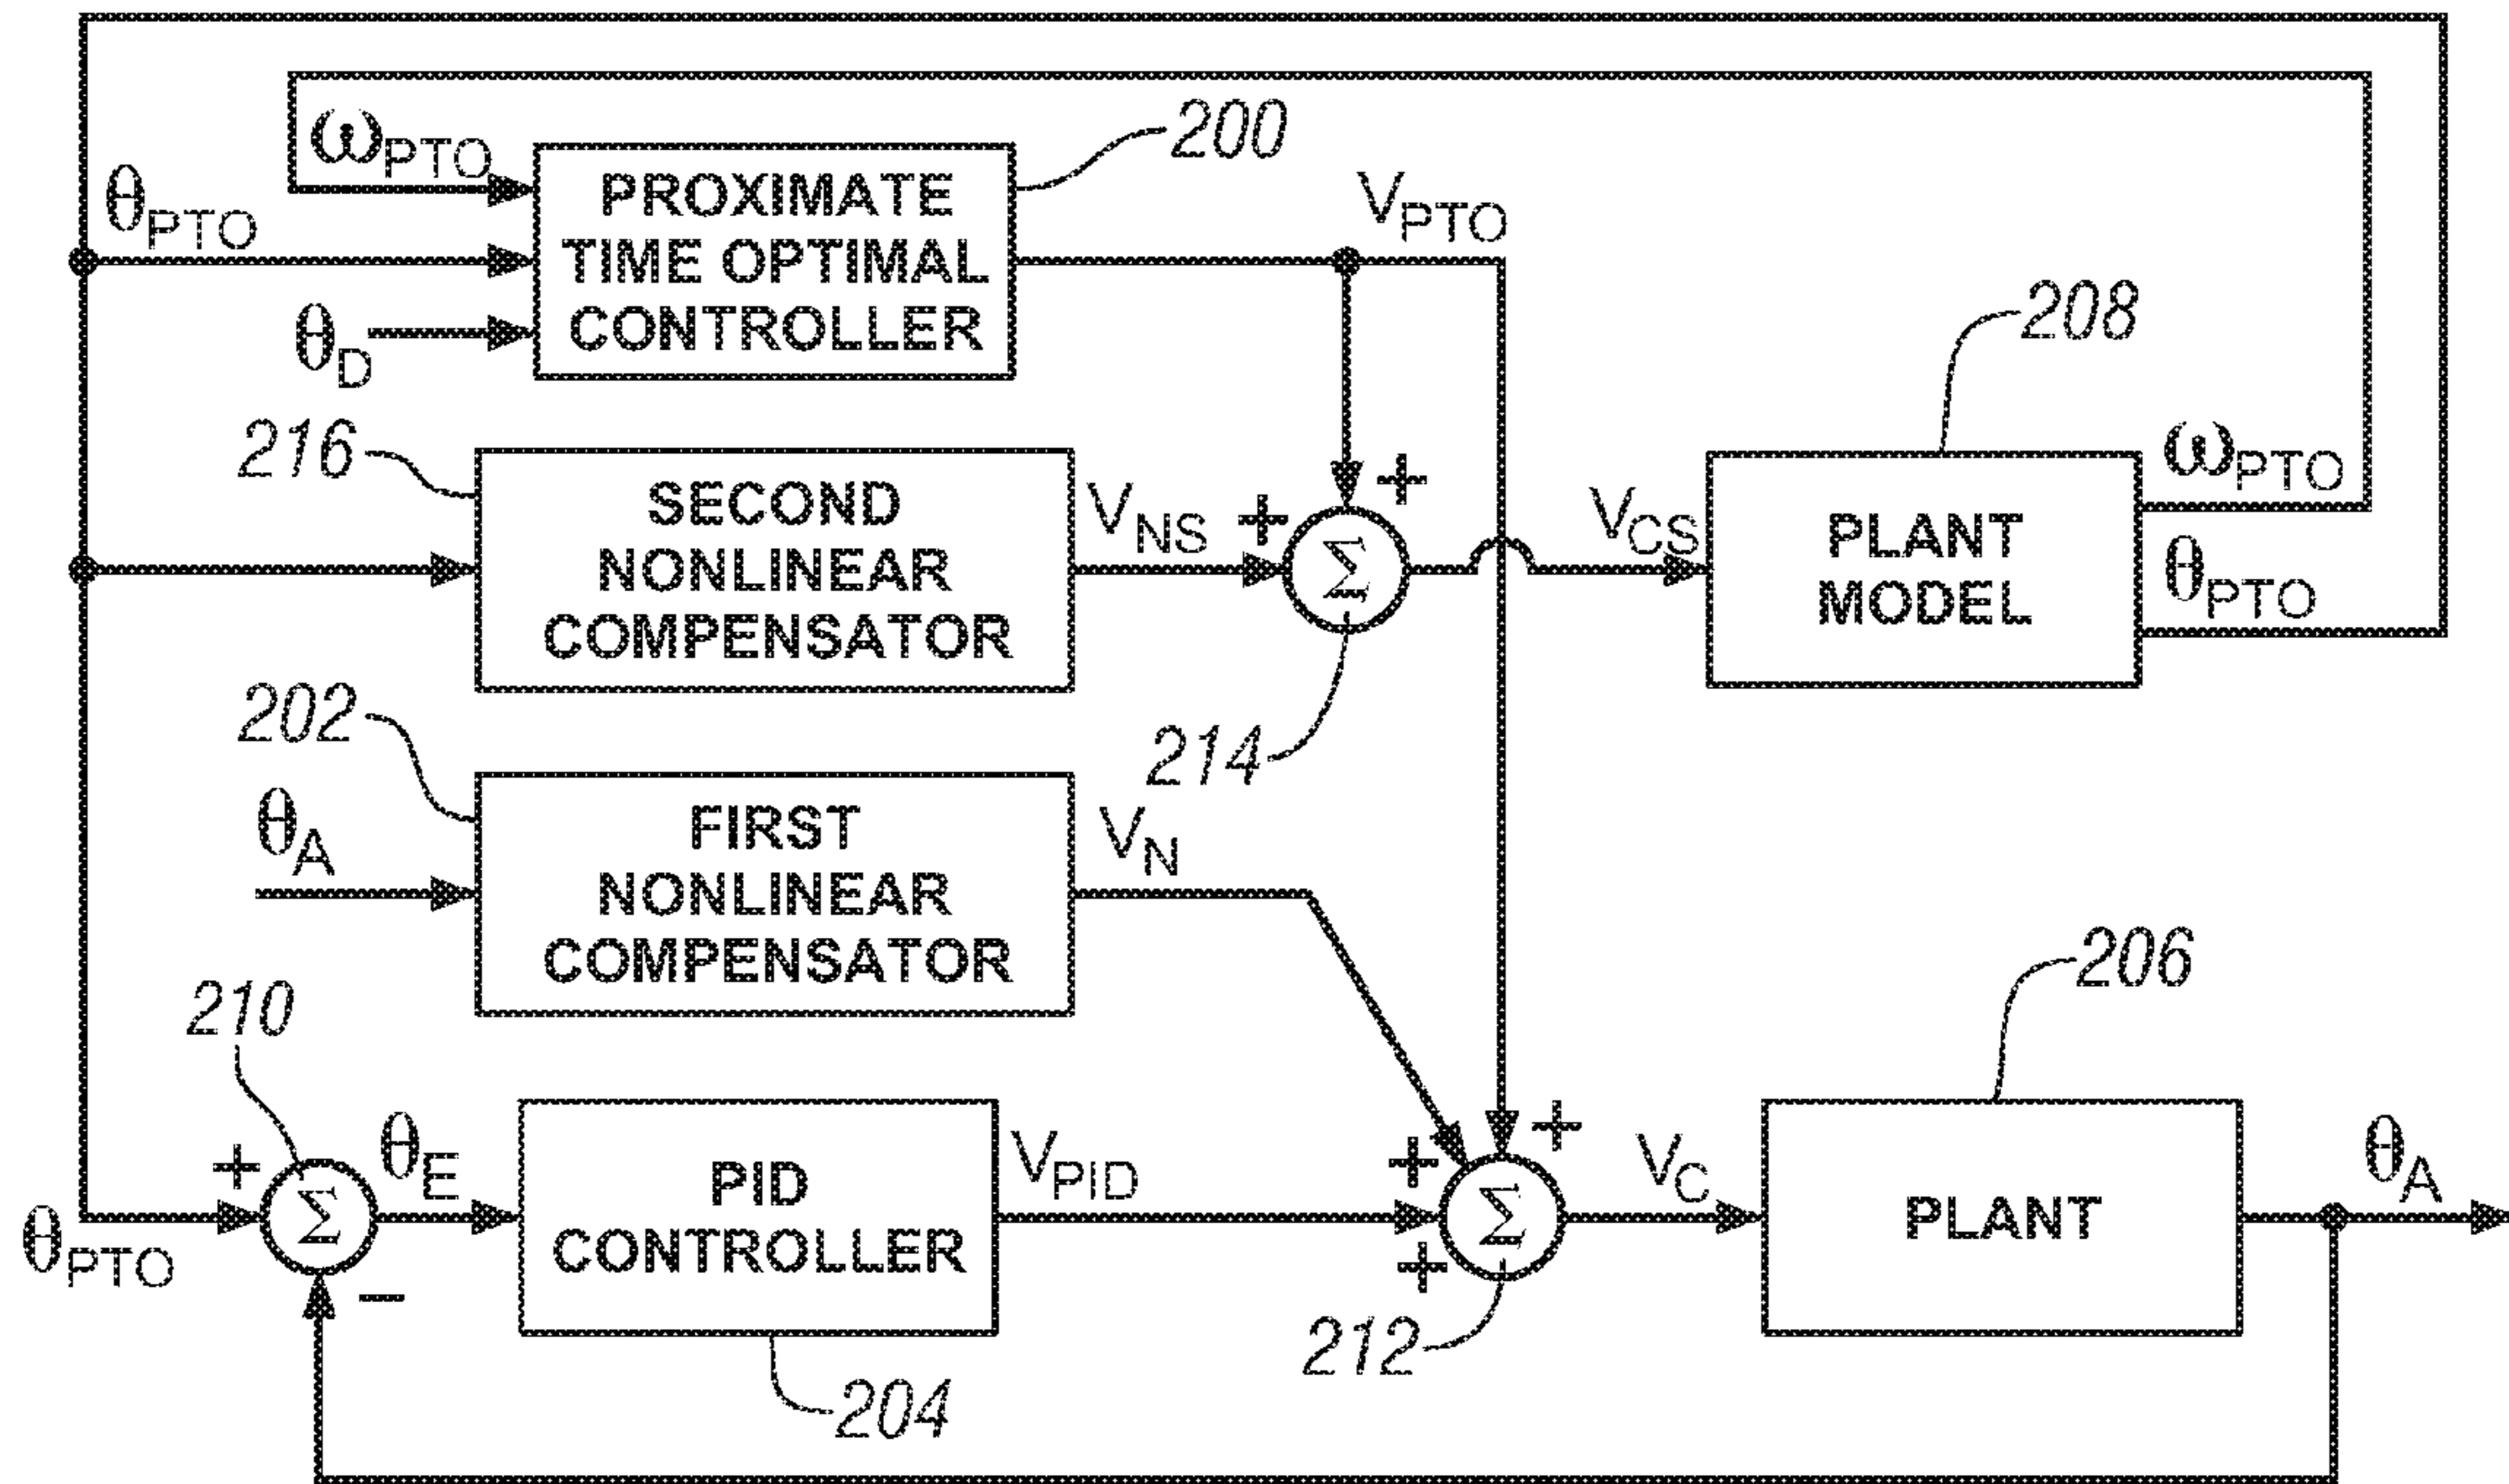 ωPTO
θPTO
θD
PROXIMATE
TIME OPTIMAL
CONTROLLER
200
VPTO
216
SECOND
NONLINEAR
COMPENSATOR
VNS
+
+
Σ
214
VCS
208
PLANT
MODEL
ωPTO
θPTO
202
θA
FIRST
NONLINEAR
COMPENSATOR
VN
210
+
θPTO
Σ
−
θE
PID
CONTROLLER
204
VPID
+
+
+
Σ
212
VC
206
PLANT
θA